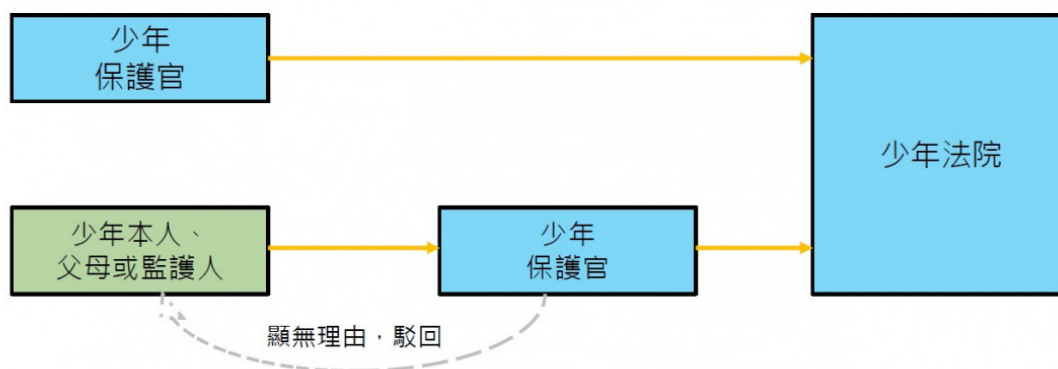 少年
保護官
少年法院
少年本人、
父母或監護人
少年
保護官
顯無理由，駁回